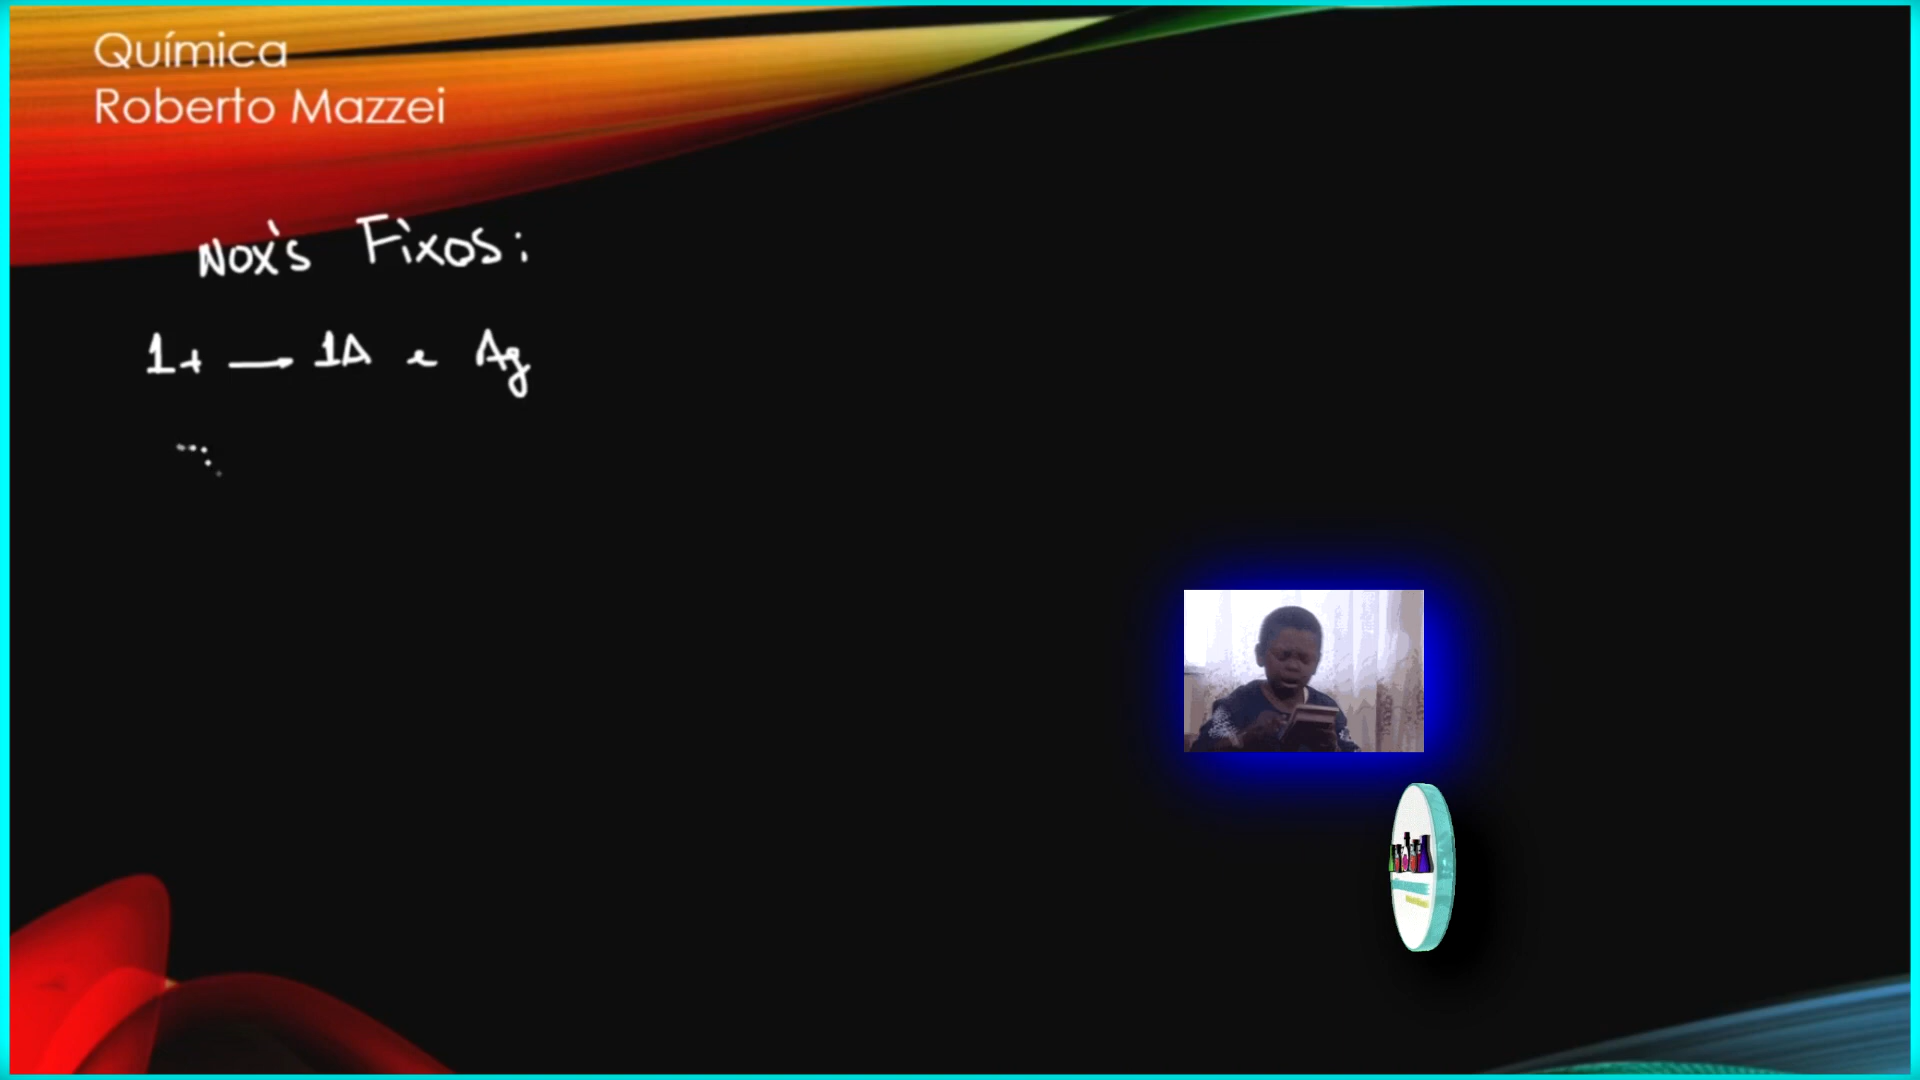 Química
Roberto Mazzei
Nox's Fixos:
1+ → 1A e Ag